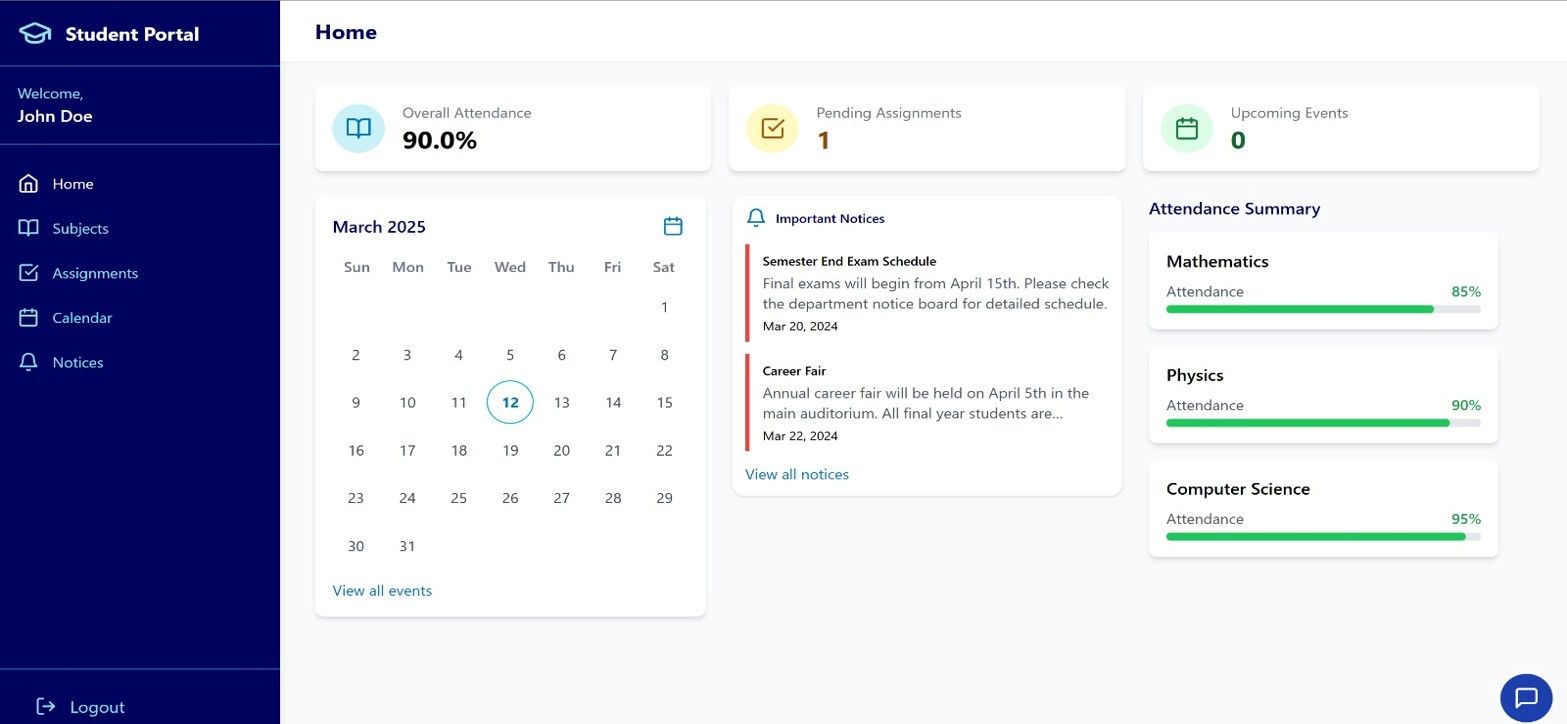 Student Portal
Welcome,
John Doe
Home
Subjects
Assignments
Calendar
Notices
Logout
Home
Overall Attendance
90.0%
Pending Assignments
1
Upcoming Events
0
March 2025
Sun Mon Tue Wed Thu Fri Sat
1
2 3 4 5 6 7 8
9 10 11 12 13 14 15
16 17 18 19 20 21 22
23 24 25 26 27 28 29
30 31
View all events
Important Notices
Semester End Exam Schedule
Final exams will begin from April 15th. Please check
the department notice board for detailed schedule.
Mar 20, 2024
Career Fair
Annual career fair will be held on April 5th in the
main auditorium. All final year students are...
Mar 22, 2024
View all notices
Attendance Summary
Mathematics
Attendance 85%
Physics
Attendance 90%
Computer Science
Attendance 95%